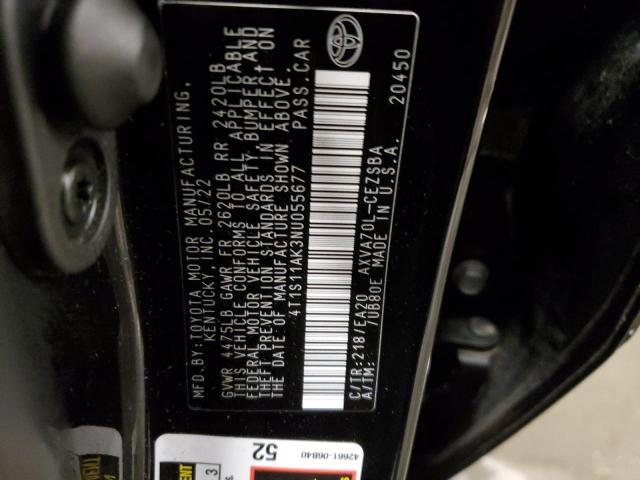 MFD.BY:TOYOTA MOTOR MANUFACTURING,
KENTUCKY, INC. 05/22
GVWR 4475LB GAWR FR 2620LB RR 2420LB
THIS VEHICLE CONFORMS TO ALL APPLICABLE
FEDERAL MOTOR VEHICLE SAFETY, BUMPER AND
THEFT PREVENTION STANDARDS IN EFFECT ON
THE DATE OF MANUFACTURE SHOWN ABOVE.
4T1S11AK3NU055677 PASS.CAR
C/TR:218/EA20 AXVA70L-CEZSBA
A/TM: /UB80E MADE IN U.S.A. 20450
42661-06B40
52
3